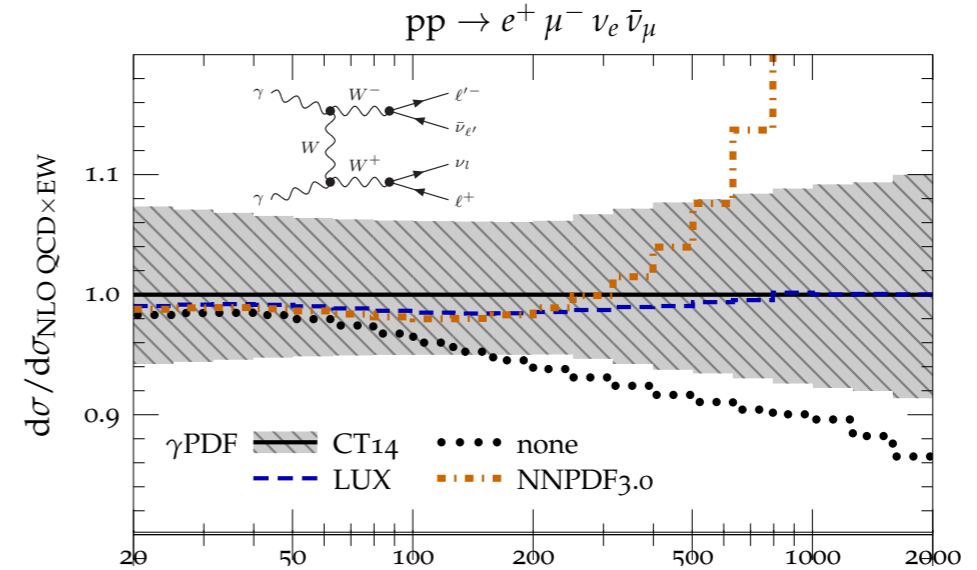 pp → e⁺ μ⁻ νₑ ν̄_μ
dσ/dσ_NLO QCD×EW
1.1
1.0
0.9
γ
W⁻
ℓ′⁻
ν̄_ℓ′
W
γ
W⁺
ν_l
ℓ⁺
γPDF CT14 none
LUX NNPDF3.0
20 50 100 200 500 1000 2000